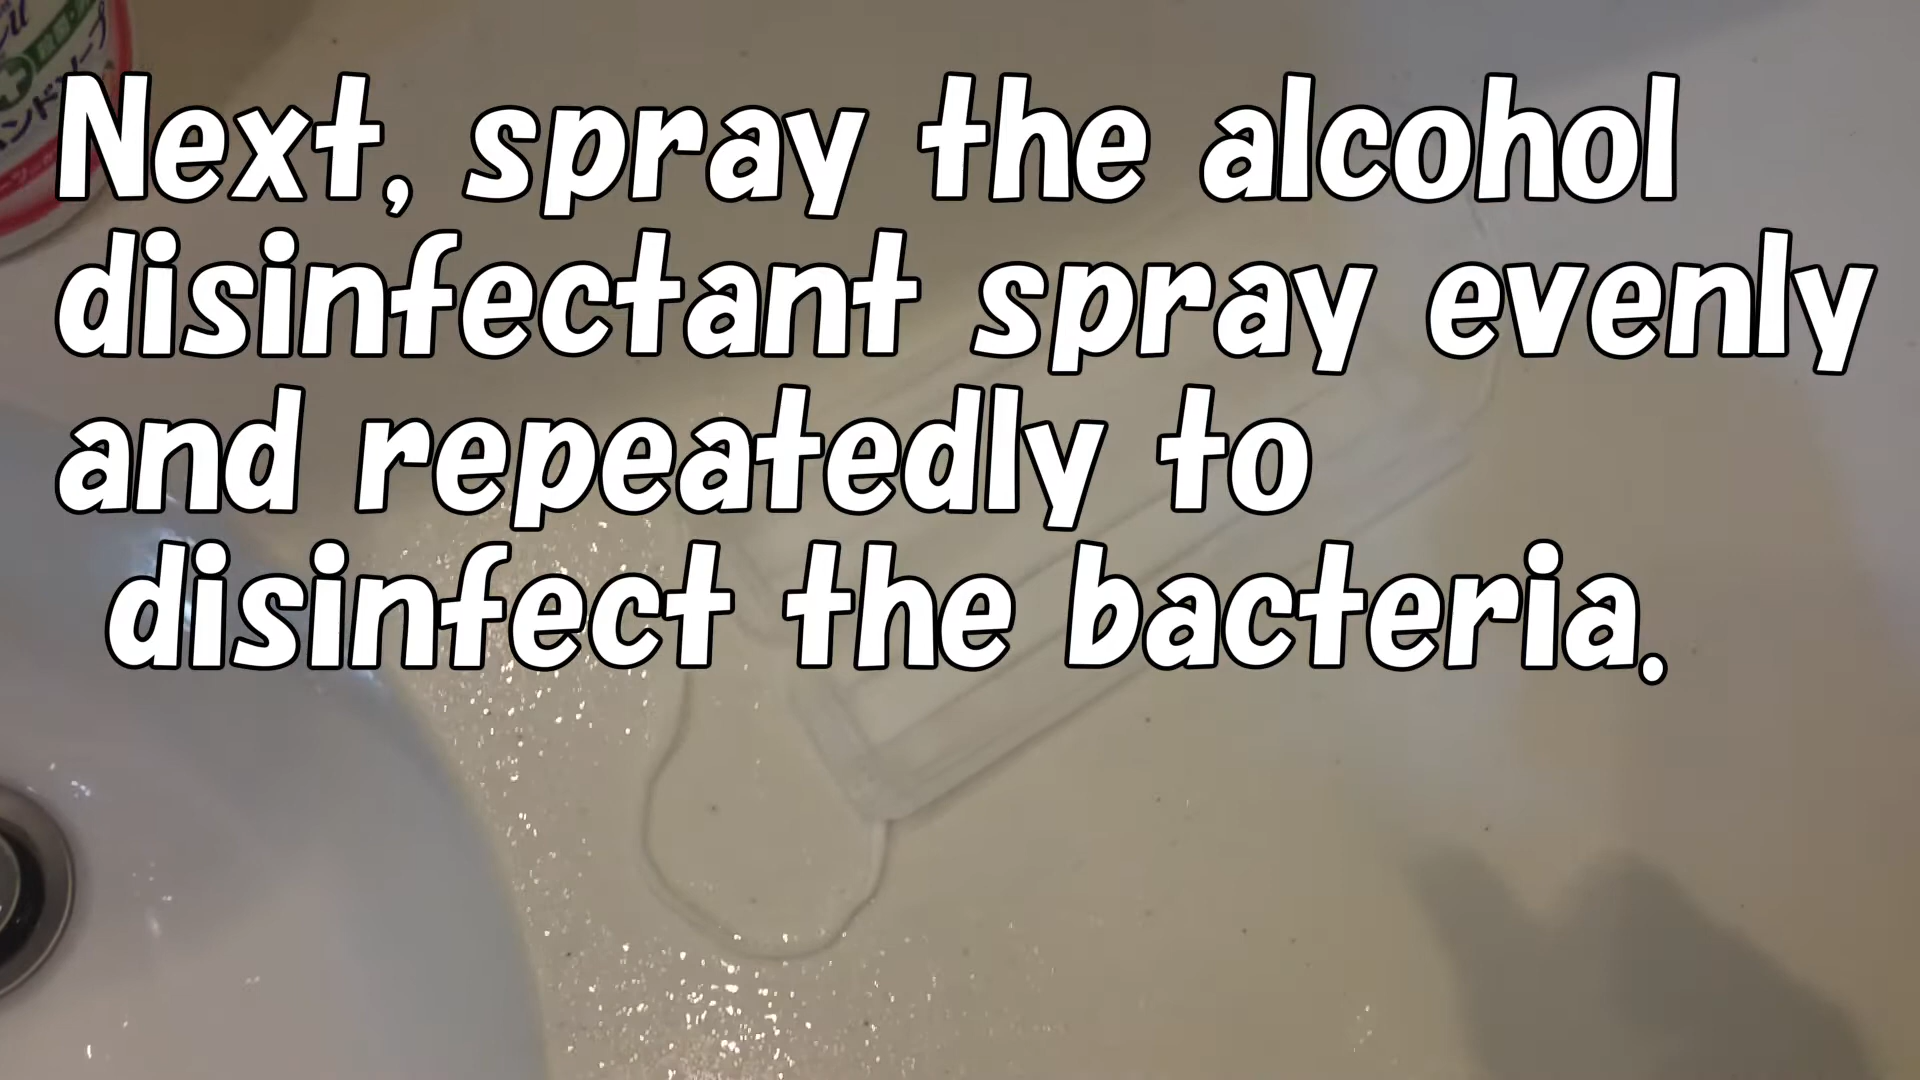 Next, spray the alcohol
disinfectant spray evenly
and repeatedly to
disinfect the bacteria.